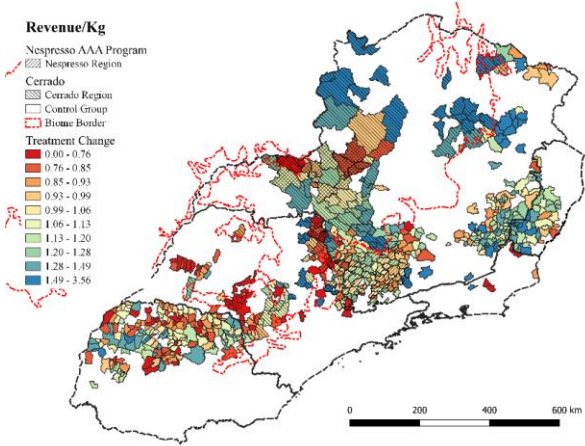 Revenue/Kg
Nespresso AAA Program
Nespresso Region
Cerrado
Cerrado Region
Control Group
Biome Border
Treatment Change
0.00 - 0.76
0.76 - 0.85
0.85 - 0.93
0.93 - 0.99
0.99 - 1.06
1.06 - 1.13
1.13 - 1.20
1.20 - 1.28
1.28 - 1.49
1.49 - 3.56
0 200 400 600 km